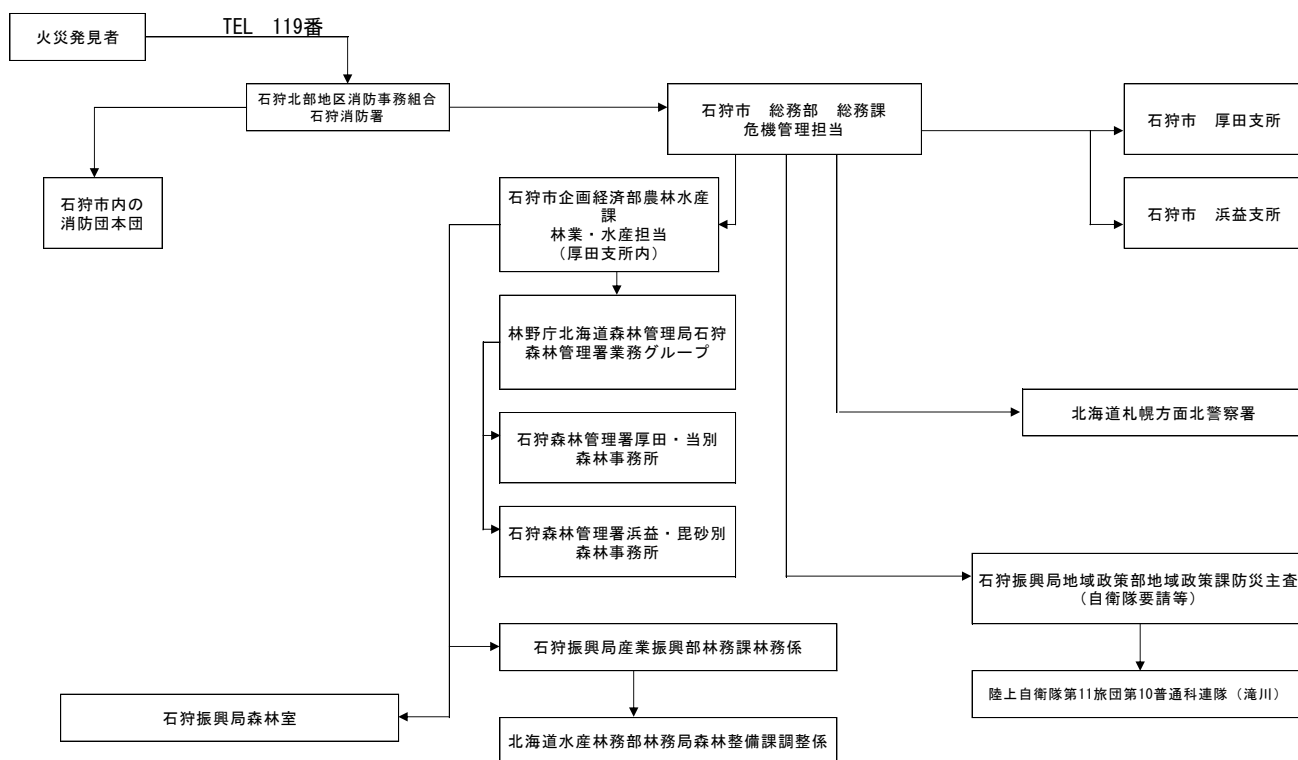 TEL　119番
火災発見者
石狩北部地区消防事務組合
石狩消防署
石狩市　総務部　総務課
危機管理担当
石狩市　厚田支所
石狩市内の
消防団本団
石狩市企画経済部農林水産
課
林業・水産担当
（厚田支所内）
石狩市　浜益支所
林野庁北海道森林管理局石狩
森林管理署業務グループ
北海道札幌方面北警察署
石狩森林管理署厚田・当別
森林事務所
石狩森林管理署浜益・毘砂別
森林事務所
石狩振興局地域政策部地域政策課防災主査
（自衛隊要請等）
石狩振興局産業振興部林務課林務係
陸上自衛隊第11旅団第10普通科連隊（滝川）
石狩振興局森林室
北海道水産林務部林務局森林整備課調整係